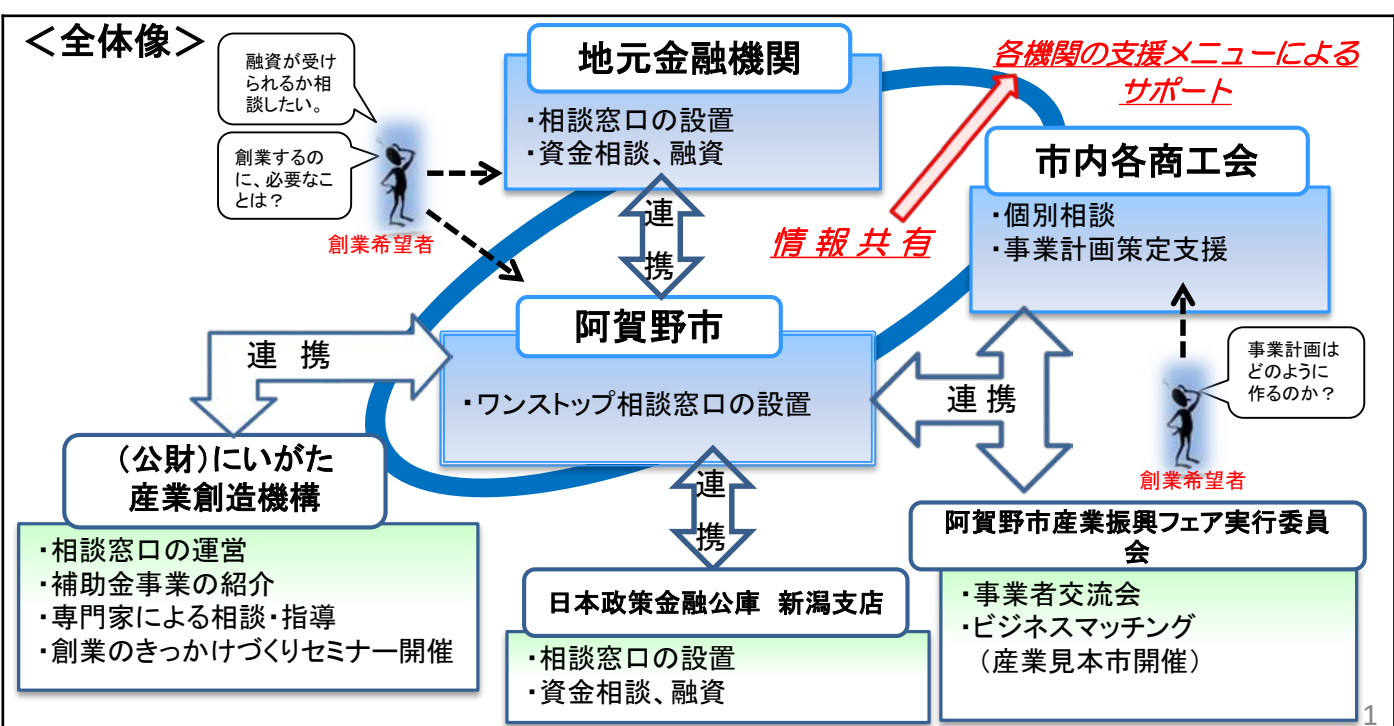 ＜全体像＞
融資が受け
られるか相
談したい。
創業するの
に、必要なこ
とは？
創業希望者
地元金融機関
・相談窓口の設置
・資金相談、融資
各機関の支援メニューによる
サポート
情報共有
市内各商工会
・個別相談
・事業計画策定支援
連
携
阿賀野市
・ワンストップ相談窓口の設置
連 携
連 携
事業計画は
どのように
作るのか？
創業希望者
（公財）にいがた
産業創造機構
・相談窓口の運営
・補助金事業の紹介
・専門家による相談・指導
・創業のきっかけづくりセミナー開催
連
携
日本政策金融公庫　新潟支店
・相談窓口の設置
・資金相談、融資
阿賀野市産業振興フェア実行委員
会
・事業者交流会
・ビジネスマッチング
（産業見本市開催）
1